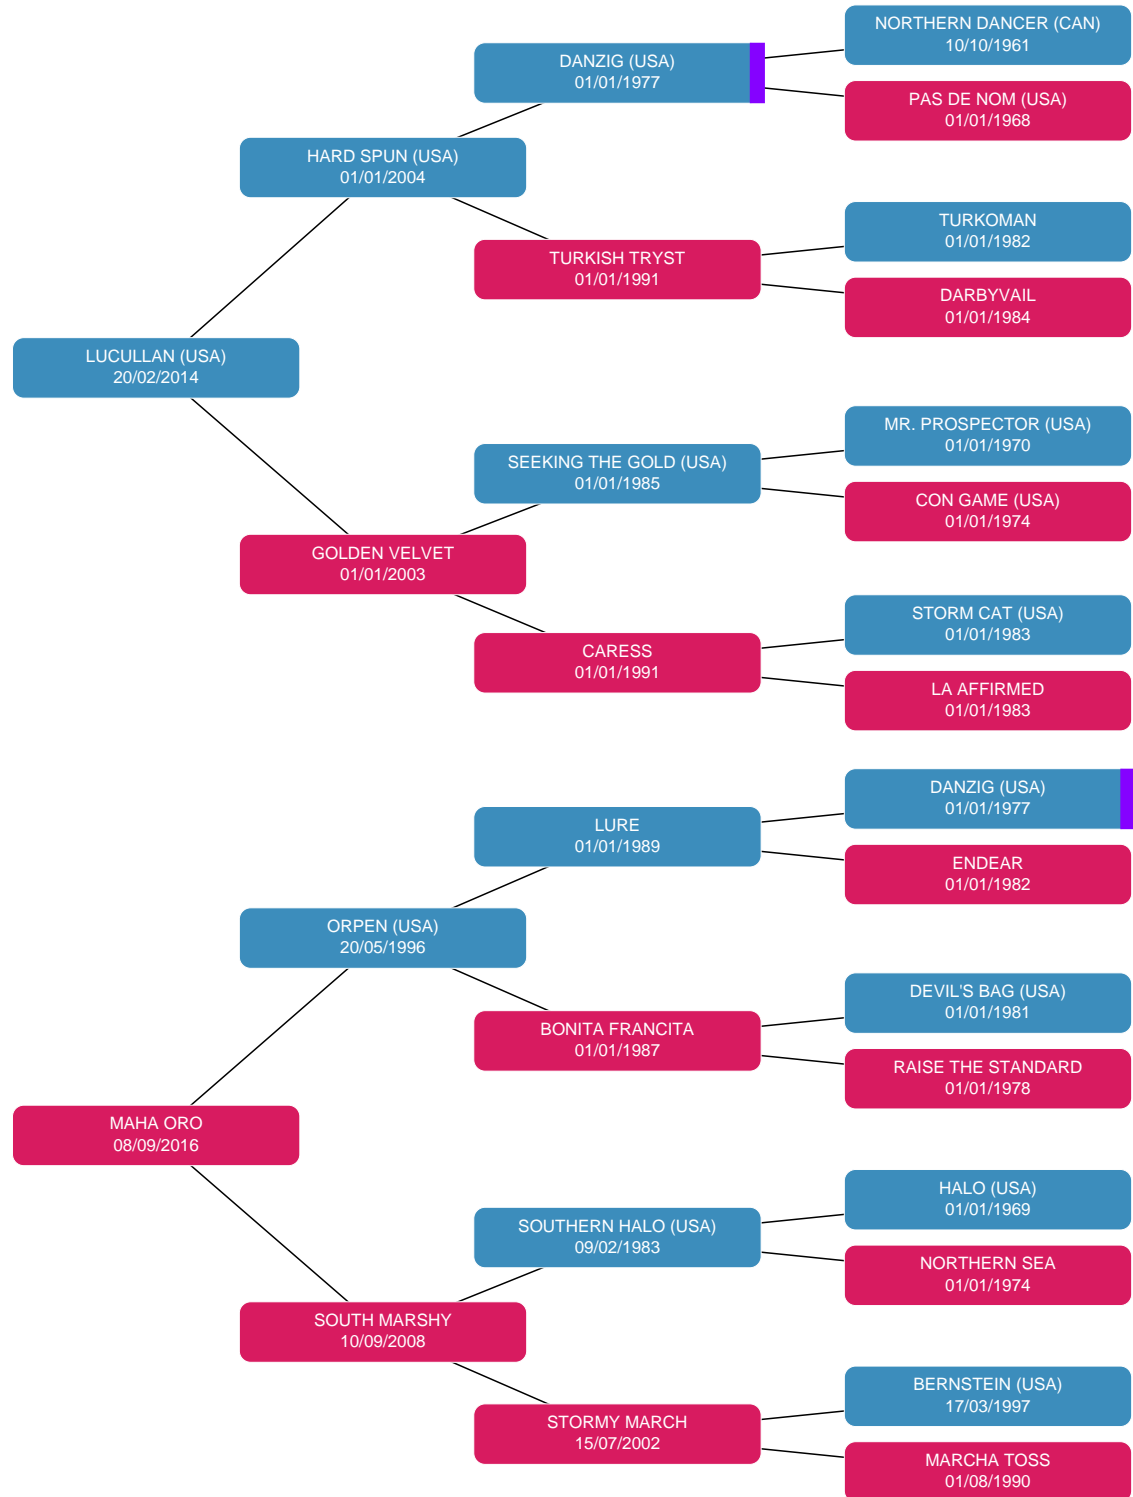 NORTHERN DANCER (CAN)
10/10/1961
DANZIG (USA)
01/01/1977
PAS DE NOM (USA)
01/01/1968
HARD SPUN (USA)
01/01/2004
TURKOMAN
01/01/1982
TURKISH TRYST
01/01/1991
DARBYVAIL
01/01/1984
LUCULLAN (USA)
20/02/2014
MR. PROSPECTOR (USA)
01/01/1970
SEEKING THE GOLD (USA)
01/01/1985
CON GAME (USA)
01/01/1974
GOLDEN VELVET
01/01/2003
STORM CAT (USA)
01/01/1983
CARESS
01/01/1991
LA AFFIRMED
01/01/1983
DANZIG (USA)
01/01/1977
LURE
01/01/1989
ENDEAR
01/01/1982
ORPEN (USA)
20/05/1996
DEVIL'S BAG (USA)
01/01/1981
BONITA FRANCITA
01/01/1987
RAISE THE STANDARD
01/01/1978
MAHA ORO
08/09/2016
HALO (USA)
01/01/1969
SOUTHERN HALO (USA)
09/02/1983
NORTHERN SEA
01/01/1974
SOUTH MARSHY
10/09/2008
BERNSTEIN (USA)
17/03/1997
STORMY MARCH
15/07/2002
MARCHA TOSS
01/08/1990